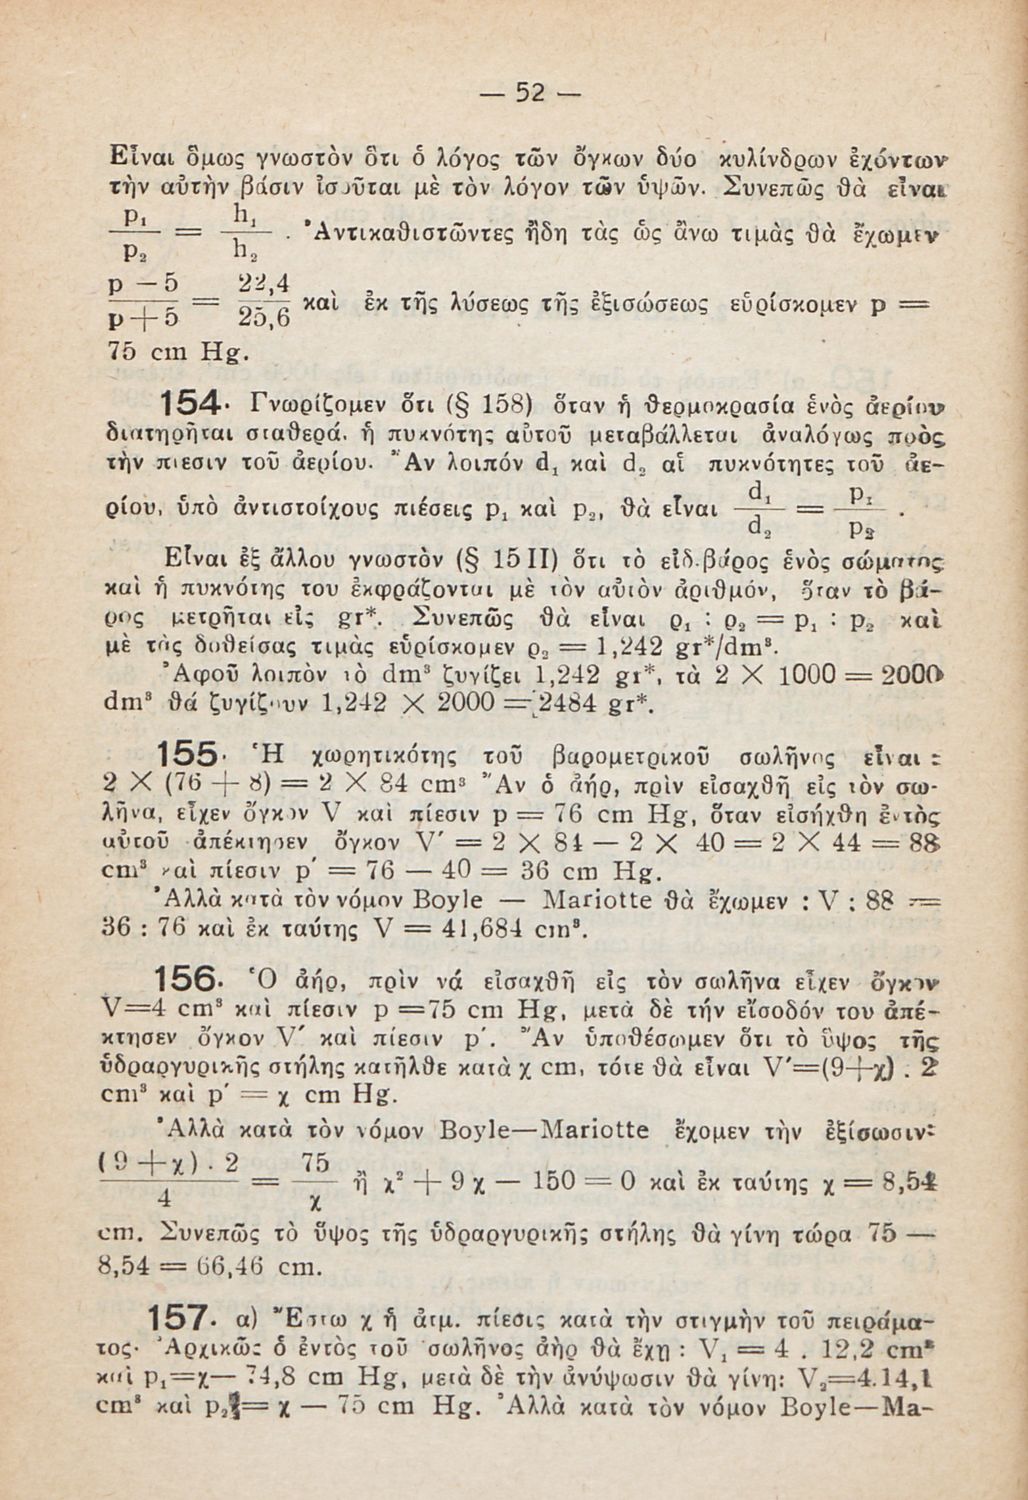 — 52 —
Εἶναι ὅμως γνωστὸν ὅτι ὁ λόγος τῶν ὄγκων δύο κυλίνδρων ἐχόντων
τὴν αὐτὴν βάσιν ἰσοῦται μὲ τὸν λόγον τῶν ὑψῶν. Συνεπῶς θὰ εἶναι
p₁/p₂ = h₁/h₂ . Ἀντικαθιστῶντες ἤδη τὰς ὡς ἄνω τιμὰς θὰ ἔχωμεν
p — 5/p + 5 = 22,4/25,6 καὶ ἐκ τῆς λύσεως τῆς ἐξισώσεως εὑρίσκομεν p =
75 cm Hg.
154. Γνωρίζομεν ὅτι (§ 158) ὅταν ἡ θερμοκρασία ἑνὸς ἀερίου
διατηρῆται σταθερά, ἡ πυκνότης αὐτοῦ μεταβάλλεται ἀναλόγως πρὸς
τὴν πιεσιν τοῦ ἀερίου. Ἂν λοιπόν d₁ καὶ d₂ αἱ πυκνότητες τοῦ ἀε-
ρίου, ὑπὸ ἀντιστοίχους πιέσεις p₁ καὶ p₂, θὰ εἶναι d₁/d₂ = p₁/p₂ .
Εἶναι ἐξ ἄλλου γνωστὸν (§ 15 II) ὅτι τὸ εἰδ.βάρος ἑνὸς σώματος
καὶ ἡ πυκνότης του ἐκφράζονται μὲ τὸν αὐτὸν ἀριθμόν, ὅταν τὸ βά-
ρος μετρῆται εἰς gr*. Συνεπῶς θὰ εἶναι ρ₁ : ρ₂ = p₁ : p₂ καὶ
μὲ τὰς δοθείσας τιμὰς εὑρίσκομεν ρ₂ = 1,242 gr*/dm³.
Ἀφοῦ λοιπὸν τὸ dm³ ζυγίζει 1,242 gr*, τὰ 2 × 1000 = 2000
dm³ θά ζυγίζουν 1,242 × 2000 = 2484 gr*.
155. Ἡ χωρητικότης τοῦ βαρομετρικοῦ σωλῆνος εἶναι :
2 × (76 + 8) = 2 × 84 cm³ Ἂν ὁ ἀήρ, πρὶν εἰσαχθῆ εἰς τὸν σω-
λῆνα, εἶχεν ὄγκον V καὶ πίεσιν p = 76 cm Hg, ὅταν εἰσήχθη ἐντὸς
αὐτοῦ ἀπέκτησεν ὄγκον V′ = 2 × 84 — 2 × 40 = 2 × 44 = 88
cm³ καὶ πίεσιν p′ = 76 — 40 = 36 cm Hg.
Ἀλλὰ κατὰ τὸν νόμον Boyle — Mariotte θὰ ἔχωμεν : V : 88 =
36 : 76 καὶ ἐκ ταύτης V = 41,684 cm³.
156. Ὁ ἀήρ, πρὶν νά εἰσαχθῆ εἰς τὸν σωλῆνα εἶχεν ὄγκον
V=4 cm³ καὶ πίεσιν p =75 cm Hg, μετὰ δὲ τήν εἴσοδόν του ἀπέ-
κτησεν ὄγκον V′ καὶ πίεσιν p′. Ἂν ὑποθέσωμεν ὅτι τὸ ὕψος τῆς
ὑδραργυρικῆς στήλης κατῆλθε κατὰ χ cm, τότε θὰ εἶναι V′=(9+χ) . 2
cm³ καὶ p′ = χ cm Hg.
Ἀλλὰ κατὰ τὸν νόμον Boyle—Mariotte ἔχομεν τὴν ἐξίσωσιν:
(9 + χ) . 2/4 = 75/χ ἢ χ² + 9 χ — 150 = 0 καὶ ἐκ ταύτης χ = 8,54
cm. Συνεπῶς τὸ ὕψος τῆς ὑδραργυρικῆς στήλης θὰ γίνη τώρα 75 —
8,54 = 66,46 cm.
157. α) Ἔστω χ ἡ ἀτμ. πίεσις κατὰ τὴν στιγμὴν τοῦ πειράμα-
τος. Ἀρχικῶς ὁ ἐντὸς τοῦ σωλῆνος ἀὴρ θὰ ἔχη : V₁ = 4 . 12,2 cm³
καὶ p₁=χ— 74,8 cm Hg, μετὰ δὲ τὴν ἀνύψωσιν θὰ γίνη: V₂=4.14,1
cm³ καὶ p₂= χ — 75 cm Hg. Ἀλλὰ κατὰ τὸν νόμον Boyle—Ma-